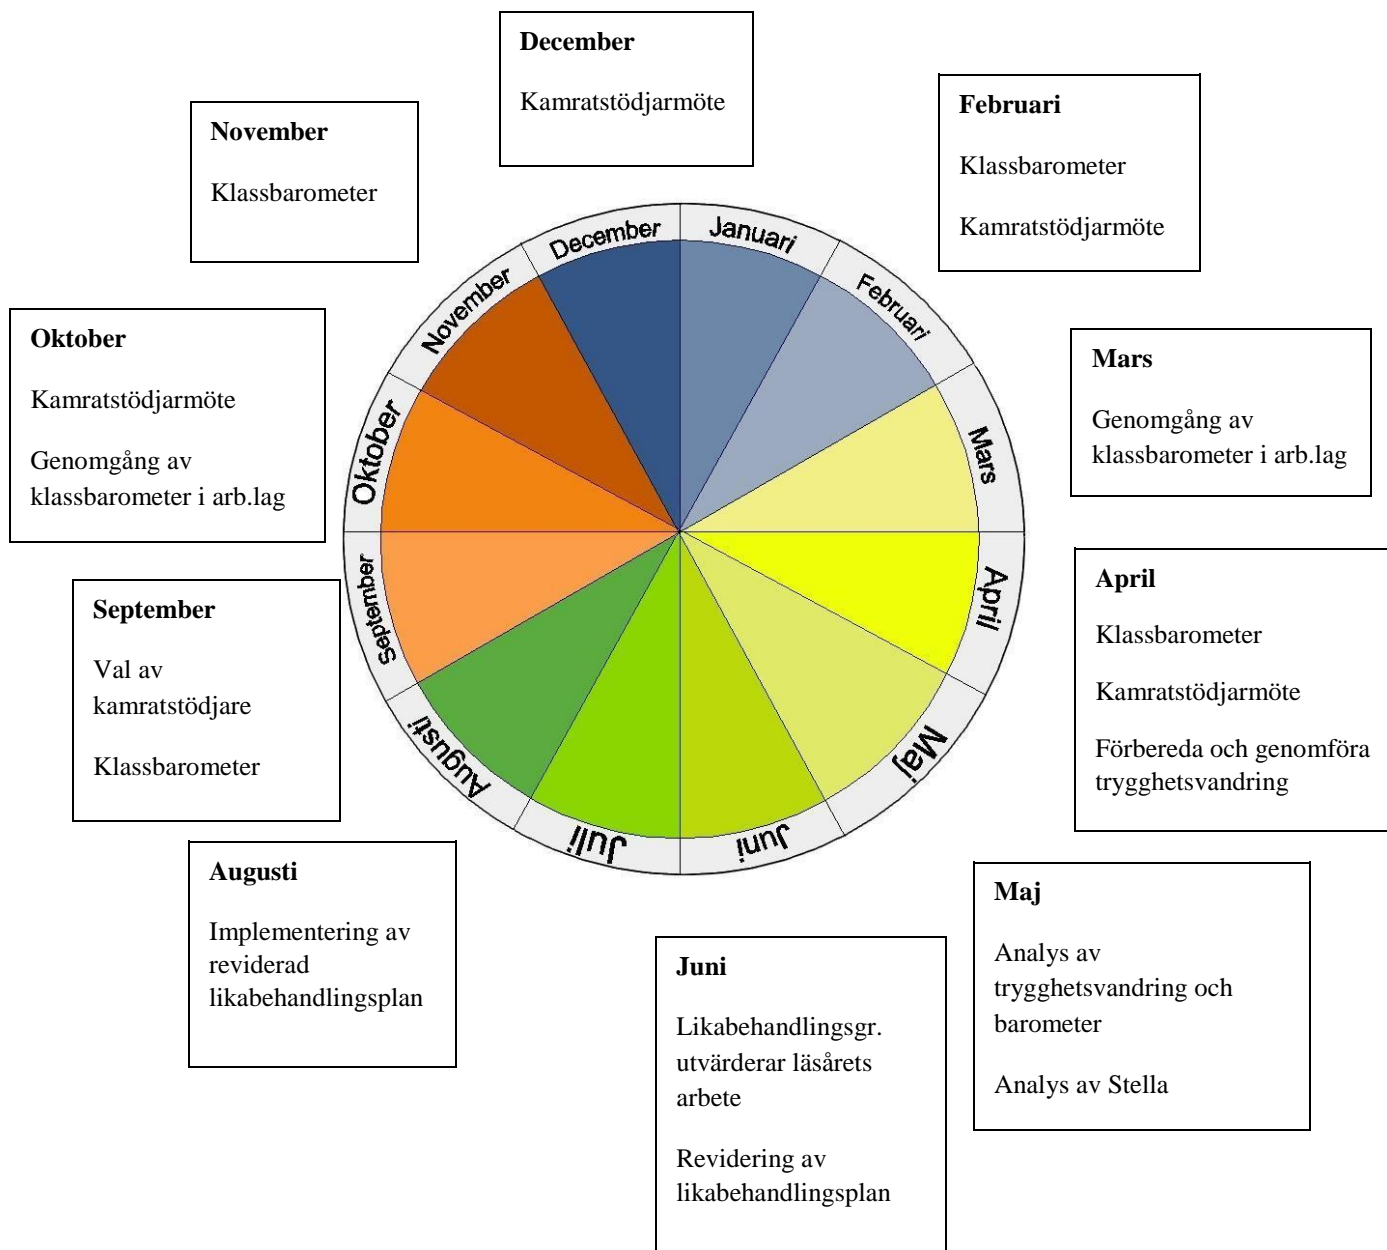 December
Kamratstödjarmöte
Februari
Klassbarometer
Kamratstödjarmöte
November
Klassbarometer
Oktober
Kamratstödjarmöte
Genomgång av
klassbarometer i arb.lag
Mars
Genomgång av
klassbarometer i arb.lag
September
Val av
kamratstödjare
Klassbarometer
April
Klassbarometer
Kamratstödjarmöte
Förbereda och genomföra
trygghetsvandring
Augusti
Implementering av
reviderad
likabehandlingsplan
Juni
Likabehandlingsgr.
utvärderar läsårets
arbete
Revidering av
likabehandlingsplan
Maj
Analys av
trygghetsvandring och
barometer
Analys av Stella
Januari
Februari
Mars
April
Maj
Juni
Juli
Augusti
September
Oktober
November
December